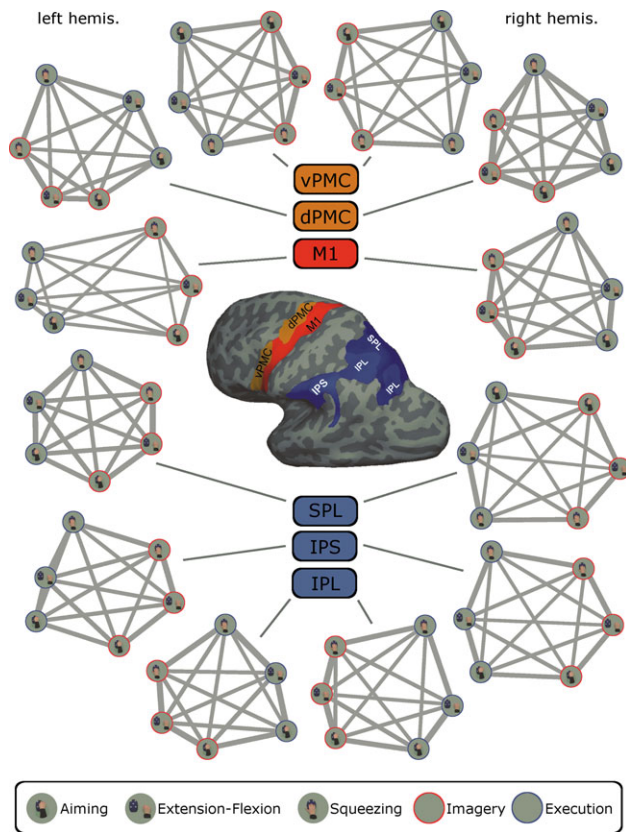 left hemis.
right hemis.
vPMC
dPMC
M1
dPMC
M1
vPMC
SPL
IPL
IPS
IPL
SPL
IPS
IPL
Aiming Extension-Flexion Squeezing Imagery Execution